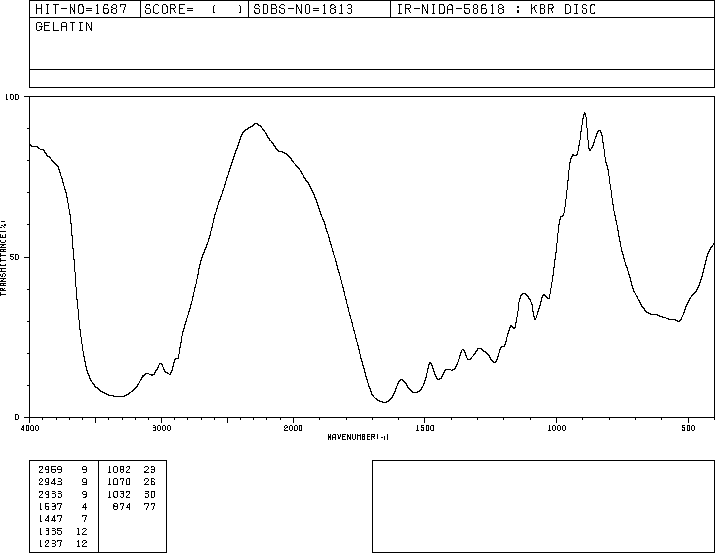 HIT-NO=1687 SCORE= ( ) SDBS-NO=1813 IR-NIDA-58618 : KBR DISC
GELATIN
100
50
0
TRANSMITTANCE(%)
4000 3000 2000 1500 1000 500
WAVENUMBER(-1)
2969 9 1082 29
2943 9 1070 26
2933 9 1032 30
1637 4 874 77
1447 7
1335 12
1237 12